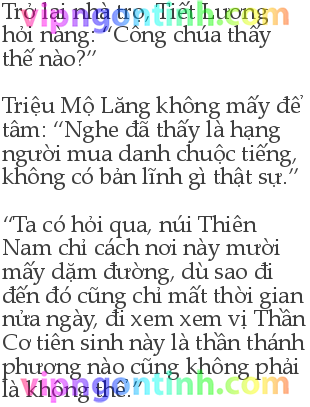 Trở lại nhà trọ, Tiết Lương
hỏi nàng: “Công chúa thấy
thế nào?”
Triệu Mộ Lăng không mấy để
tâm: “Nghe đã thấy là hạng
người mua danh chuộc tiếng,
không có bản lĩnh gì thật sự.”
“Ta có hỏi qua, núi Thiên
Nam chỉ cách nơi này mười
mấy dặm đường, dù sao đi
đến đó cũng chỉ mất thời gian
nửa ngày, đi xem xem vị Thần
Cơ tiên sinh này là thần thánh
phương nào cũng không phải
là không thể.”
vipngontinh.com
vipngontinh.com